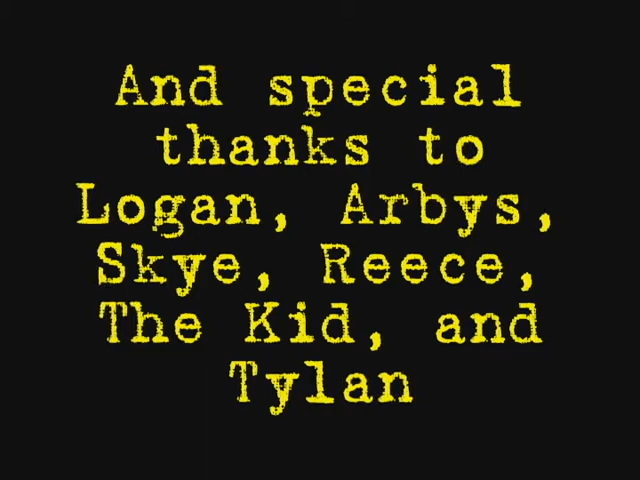 And special
thanks to
Logan, Arbys,
Skye, Reece,
The Kid, and
Tylan